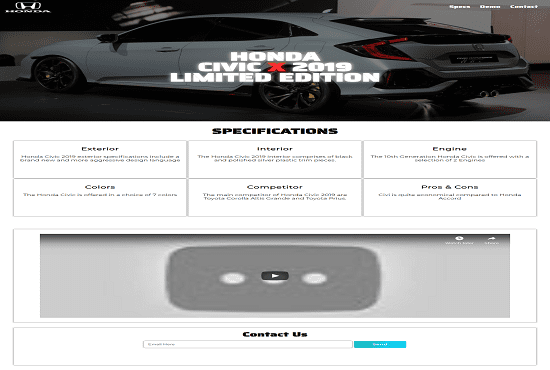 HONDA
Specs Demo Contact
HONDA
CIVIC X 2019
LIMITED EDITION
SPECIFICATIONS
Exterior
Honda Civic 2019 exterior specifications include a
brand new and more aggressive design language
Interior
The Interior of Honda Civic 2019 comprises of black
and polished silver plastic trim pieces.
Engine
The 10th Generation Honda Civic is offered with a
selection of 2 Engines
Colors
The Honda Civic is offered in a choice of 7 colors
Competitor
The main competitor of Honda Civic 2019 are
Toyota Corolla Altis Grande and Toyota Prius.
Pros & Cons
Civi is quite economical compared to Honda
Accord
Watch later Share
Contact Us
Email Here
Send